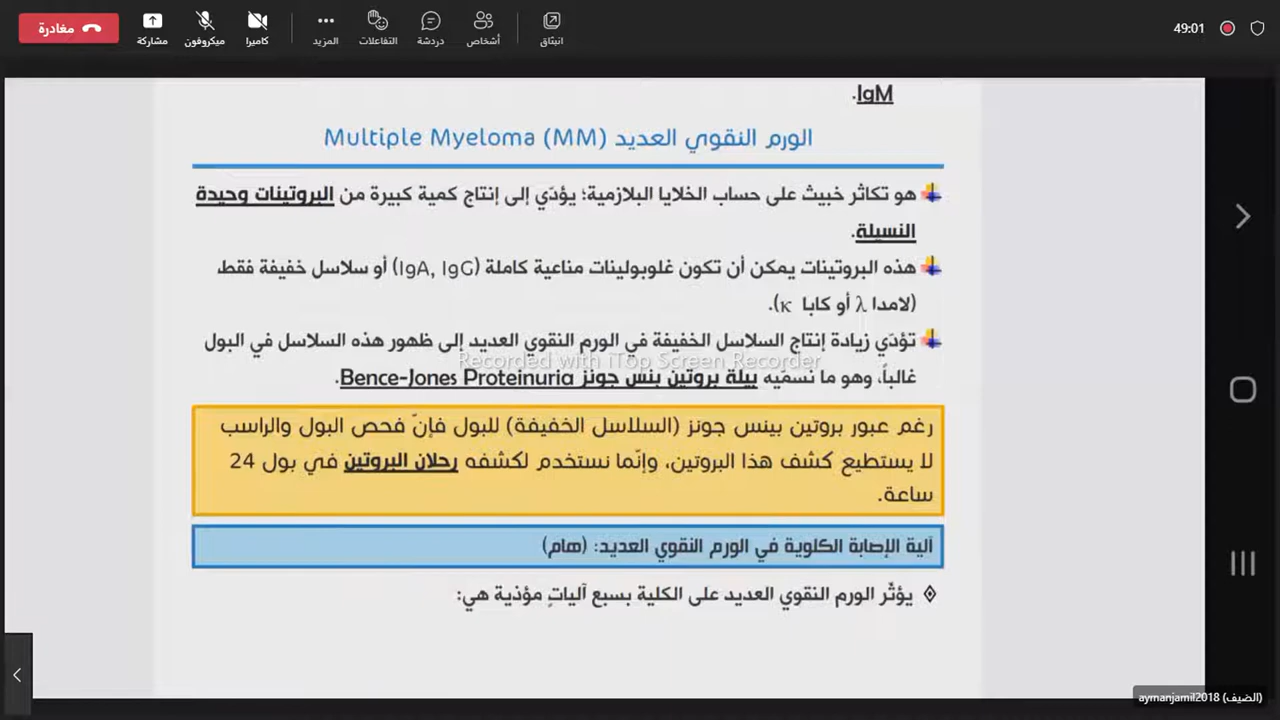 مغادرة
مشاركة
ميكروفون
كاميرا
المزيد
التفاعلات
دردشة
أشخاص
انبثاق
49:01
IgM.
الورم النقوي العديد Multiple Myeloma (MM)
هو تكاثر خبيث على حساب الخلايا البلازمية؛ يؤدّي إلى إنتاج كمية كبيرة من البروتينات وحيدة
النسيلة.
هذه البروتينات يمكن أن تكون غلوبولينات مناعية كاملة (IgA, IgG) أو سلاسل خفيفة فقط
(لامدا λ أو كابا κ).
تؤدّي زيادة إنتاج السلاسل الخفيفة في الورم النقوي العديد إلى ظهور هذه السلاسل في البول
Recorded with iTop Screen Recorder
غالباً، وهو ما نسمّيه بيلة بروتين بنس جونز Bence-Jones Proteinuria.
رغم عبور بروتين بينس جونز (السلاسل الخفيفة) للبول فإنّ فحص البول والراسب
لا يستطيع كشف هذا البروتين، وإنّما نستخدم لكشفه رحلان البروتين في بول 24
ساعة.
آلية الإصابة الكلوية في الورم النقوي العديد: (هام)
يؤثّر الورم النقوي العديد على الكلية بسبع آلياتٍ مؤذية هي:
aymanjamil2018 (الضيف)